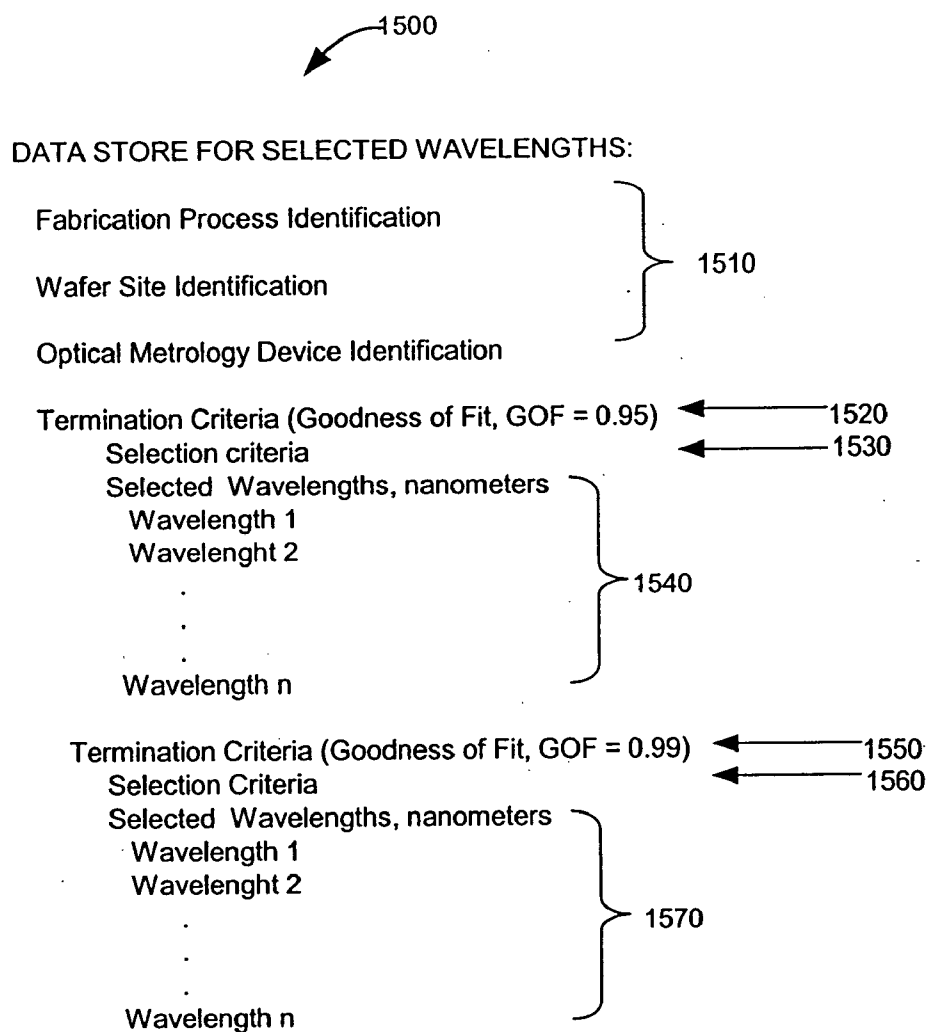 1500
DATA STORE FOR SELECTED WAVELENGTHS:
Fabrication Process Identification
Wafer Site Identification
1510
Optical Metrology Device Identification
Termination Criteria (Goodness of Fit, GOF = 0.95) 1520
Selection criteria 1530
Selected Wavelengths, nanometers
Wavelength 1
Wavelenght 2
.
1540
.
.
Wavelength n
Termination Criteria (Goodness of Fit, GOF = 0.99) 1550
Selection Criteria 1560
Selected Wavelengths, nanometers
Wavelength 1
Wavelenght 2
.
1570
.
.
Wavelength n